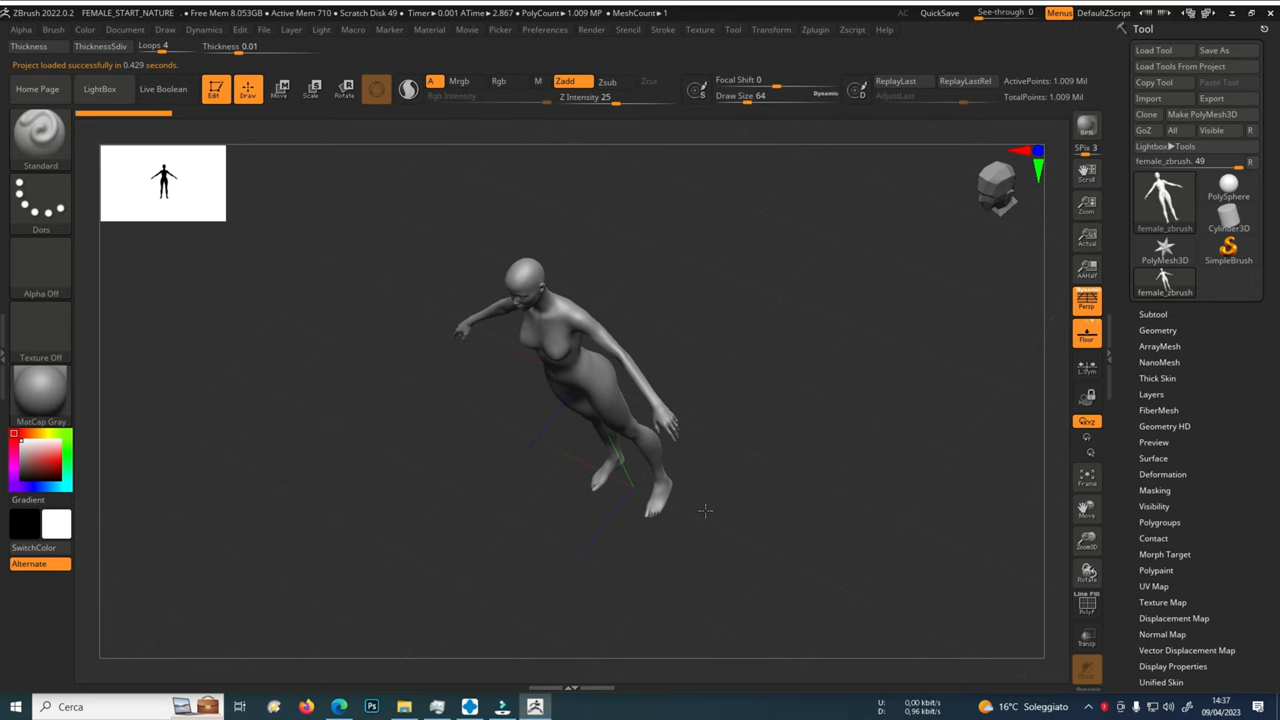 ZBrush 2022.0.2 FEMALE_START_NATURE . • Free Mem 8.053GB • Active Mem 710 • Scratch Disk 49 • Timer▶0.001 ATime▶2.867 • PolyCount▶1.009 MP • MeshCount▶1
AC QuickSave See-through 0 Menus DefaultZScript
Alpha Brush Color Document Draw Dynamics Edit File Layer Light Macro Marker Material Movie Picker Preferences Render Stencil Stroke Texture Tool Transform Zplugin Zscript Help
Thickness ThicknessSdiv Loops 4 Thickness 0.01
Project loaded successfully in 0.429 seconds.
Home Page LightBox Live Boolean Edit Draw Move Scale Rotate
A Mrgb Rgb M Zadd Zsub Zcut
Rgb Intensity Z Intensity 25
Focal Shift 0
Draw Size 64 Dynamic
S
D
ReplayLast ReplayLastRel
AdjustLast
ActivePoints: 1.009 Mil
TotalPoints: 1.009 Mil
Standard
Dots
Alpha Off
Texture Off
MatCap Gray
Gradient
SwitchColor
Alternate
BPR
SPix 3
Scroll
Zoom
Actual
AAHalf
Dynamic
Persp
Floor
L.Sym
XYZ
Frame
Move
Zoom3D
Rotate
Line Fill
PolyF
Transp
Dynamic
Tool
Load Tool Save As
Load Tools From Project
Copy Tool Paste Tool
Import Export
Clone Make PolyMesh3D
GoZ All Visible R
Lightbox▶Tools
female_zbrush. 49 R
female_zbrush
PolySphere
Cylinder3D
PolyMesh3D
SimpleBrush
female_zbrush
Subtool
Geometry
ArrayMesh
NanoMesh
Thick Skin
Layers
FiberMesh
Geometry HD
Preview
Surface
Deformation
Masking
Visibility
Polygroups
Contact
Morph Target
Polypaint
UV Map
Texture Map
Displacement Map
Normal Map
Vector Displacement Map
Display Properties
Unified Skin
Cerca
Ps
U: 0,00 kbit/s
D: 0,96 kbit/s
16°C Soleggiato
14:37
09/04/2023